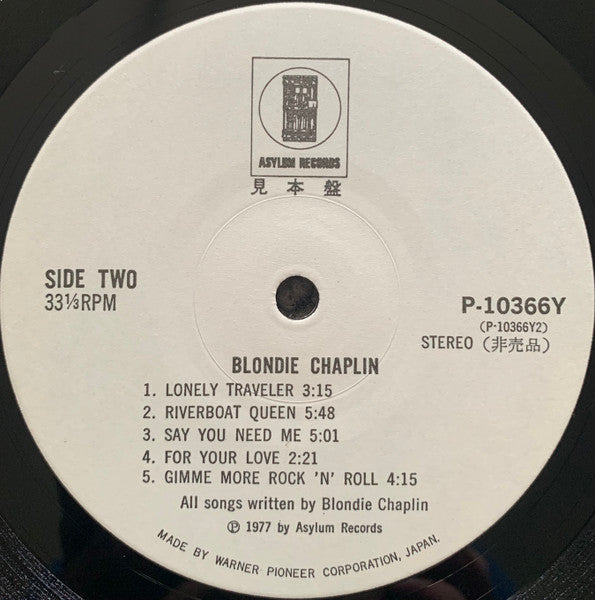 ASYLUM RECORDS
見本盤
SIDE TWO
33⅓RPM
P-10366Y
(P-10366Y2)
STEREO (非売品)
BLONDIE CHAPLIN
1. LONELY TRAVELER 3:15
2. RIVERBOAT QUEEN 5:48
3. SAY YOU NEED ME 5:01
4. FOR YOUR LOVE 2:21
5. GIMME MORE ROCK 'N' ROLL 4:15
All songs written by Blondie Chaplin
Ⓟ 1977 by Asylum Records
MADE BY WARNER PIONEER CORPORATION, JAPAN.